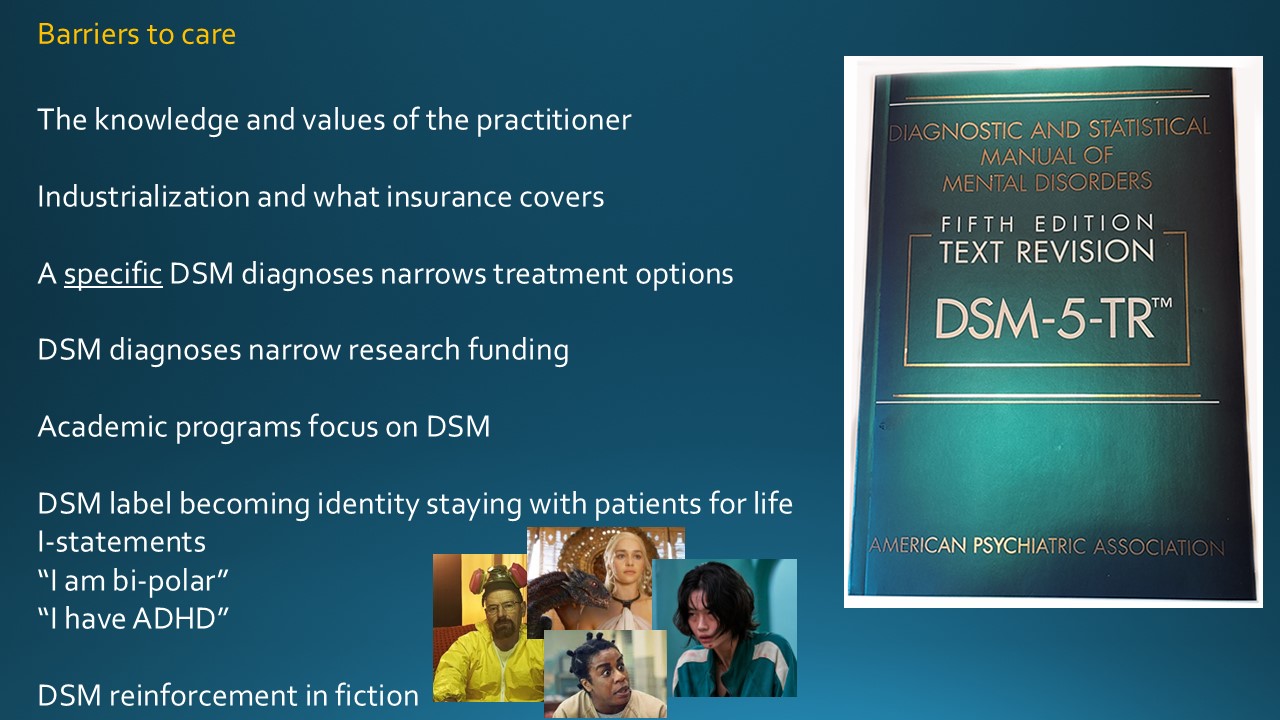 Barriers to care
The knowledge and values of the practitioner
Industrialization and what insurance covers
A specific DSM diagnoses narrows treatment options
DSM diagnoses narrow research funding
Academic programs focus on DSM
DSM label becoming identity staying with patients for life
I-statements
“I am bi-polar”
“I have ADHD”
DSM reinforcement in fiction
DIAGNOSTIC AND STATISTICAL
MANUAL OF
MENTAL DISORDERS
FIFTH EDITION
TEXT REVISION
DSM-5-TR™
AMERICAN PSYCHIATRIC ASSOCIATION